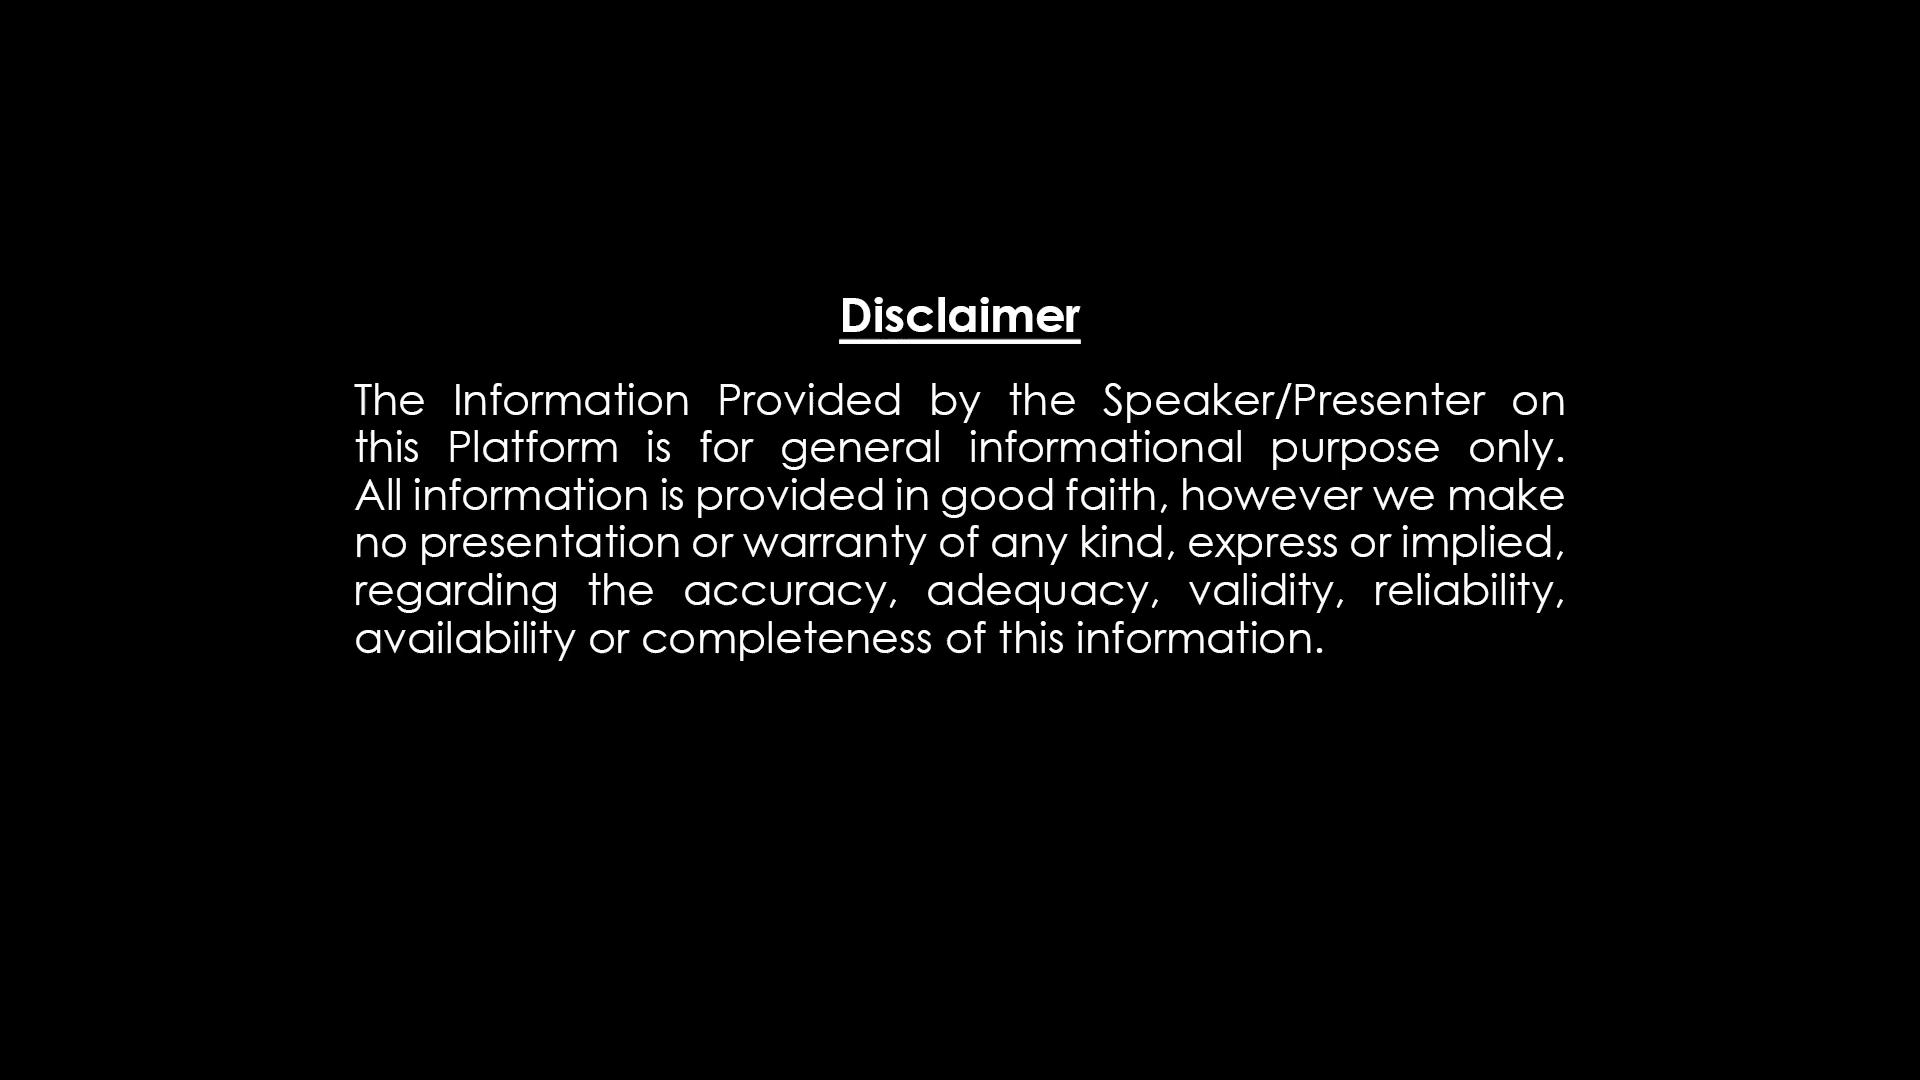 Disclaimer
The Information Provided by the Speaker/Presenter on
this Platform is for general informational purpose only.
All information is provided in good faith, however we make
no presentation or warranty of any kind, express or implied,
regarding the accuracy, adequacy, validity, reliability,
availability or completeness of this information.